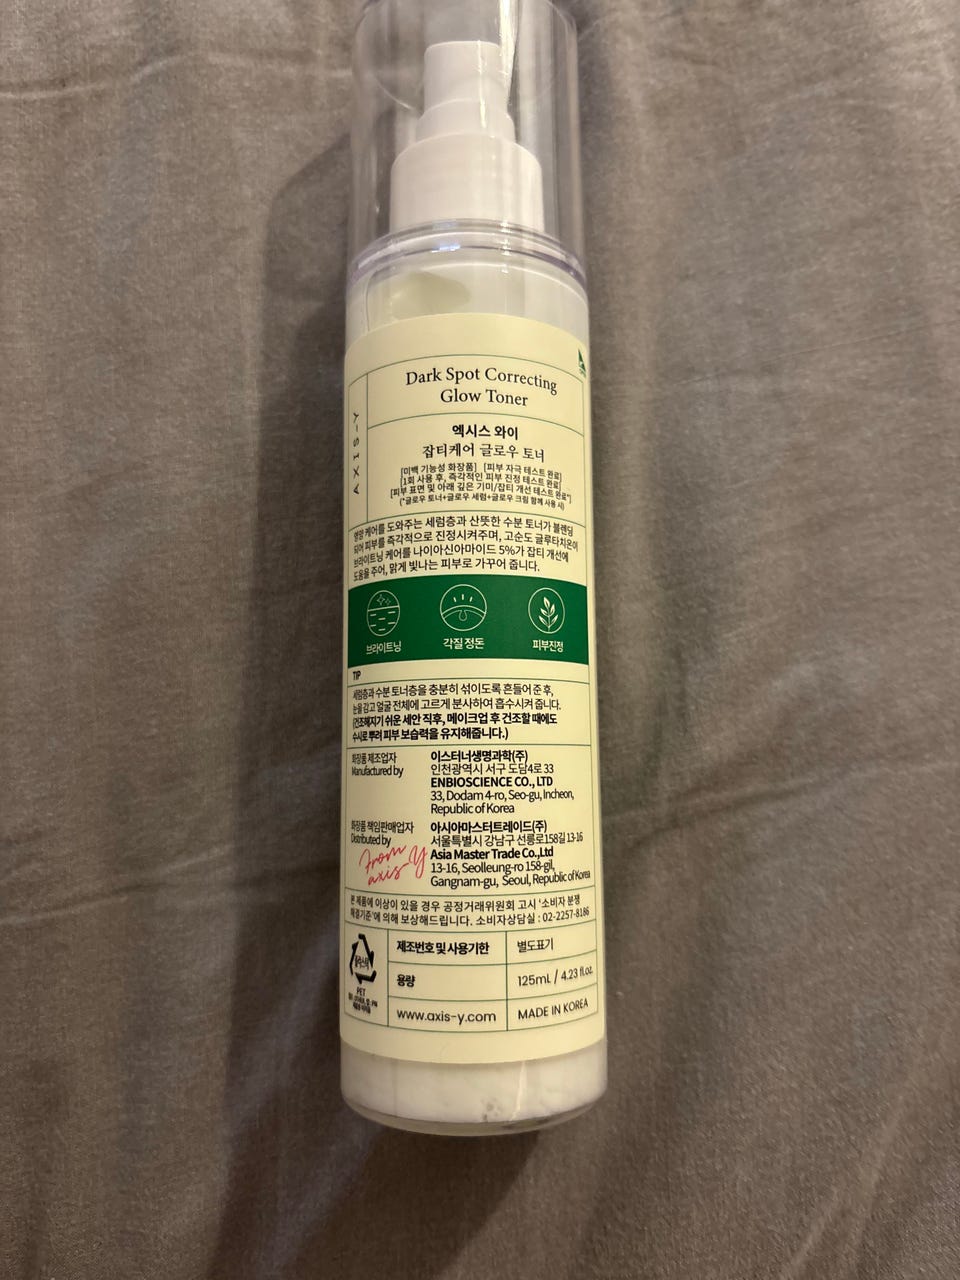 AXIS-Y
Dark Spot Correcting
Glow Toner
엑시스 와이
잡티케어 글로우 토너
[미백 기능성 화장품] [피부 자극 테스트 완료]
[1회 사용 후, 즉각적인 피부 진정 테스트 완료]
[피부 표면 및 아래 깊은 기미/잡티 개선 테스트 완료*]
(*글로우 토너+글로우 세럼+글로우 크림 함께 사용 시)
영양 케어를 도와주는 세럼층과 산뜻한 수분 토너가 블렌딩
되어 피부를 즉각적으로 진정시켜주며, 고순도 글루타치온이
브라이트닝 케어를 나이아신아마이드 5%가 잡티 개선에
도움을 주어, 맑게 빛나는 피부로 가꾸어 줍니다.
브라이트닝 각질 정돈 피부진정
TIP
세럼층과 수분 토너층을 충분히 섞이도록 흔들어 준 후,
눈을 감고 얼굴 전체에 고르게 분사하여 흡수시켜 줍니다.
(건조해지기 쉬운 세안 직후, 메이크업 후 건조할 때에도
수시로 뿌려 피부 보습력을 유지해줍니다.)
화장품 제조업자 이스터너생명과학(주)
Manufactured by 인천광역시 서구 도담4로 33
ENBIOSCIENCE CO., LTD
33, Dodam 4-ro, Seo-gu, Incheon,
Republic of Korea
화장품 책임판매업자 아시아마스터트레이드(주)
Distributed by 서울특별시 강남구 선릉로158길 13-16
Asia Master Trade Co.,Ltd
13-16, Seolleung-ro 158-gil,
Gangnam-gu, Seoul, Republic of Korea
from
axis-y
본 제품에 이상이 있을 경우 공정거래위원회 고시 '소비자 분쟁
해결기준'에 의해 보상해드립니다. 소비자상담실 : 02-2257-8186
제조번호 및 사용기한 별도표기
용량 125ml / 4.23 fl.oz.
www.axis-y.com MADE IN KOREA
플라스틱
PET